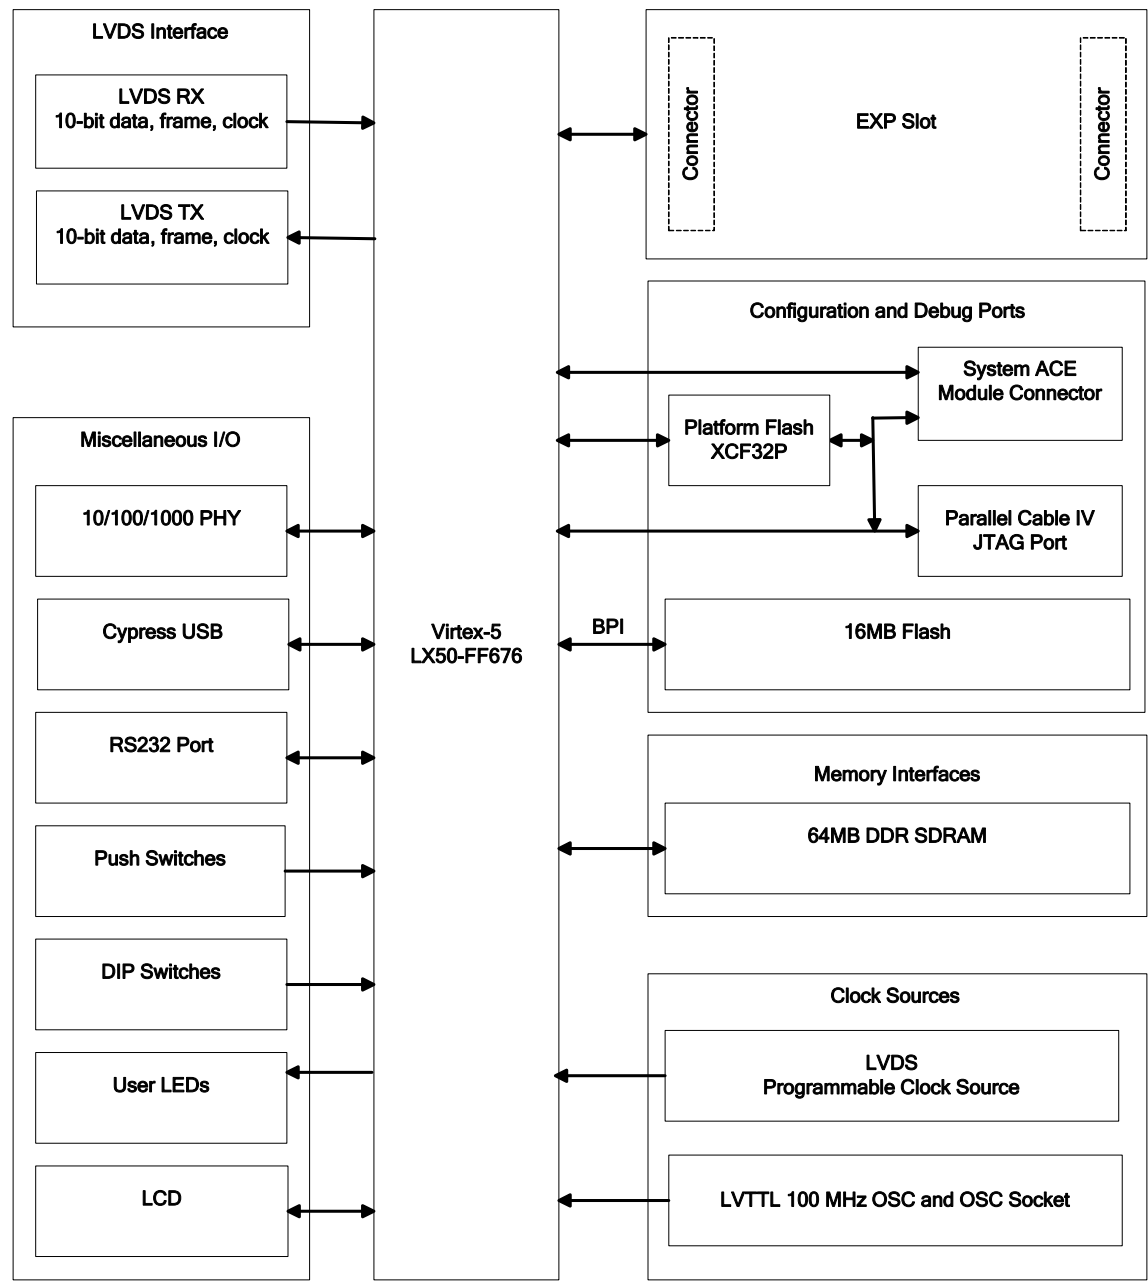 LVDS Interface
LVDS RX
10-bit data, frame, clock
LVDS TX
10-bit data, frame, clock
Miscellaneous I/O
10/100/1000 PHY
Cypress USB
RS232 Port
Push Switches
DIP Switches
User LEDs
LCD
Virtex-5
LX50-FF676
Connector
EXP Slot
Connector
Configuration and Debug Ports
System ACE
Module Connector
Platform Flash
XCF32P
Parallel Cable IV
JTAG Port
BPI
16MB Flash
Memory Interfaces
64MB DDR SDRAM
Clock Sources
LVDS
Programmable Clock Source
LVTTL 100 MHz OSC and OSC Socket